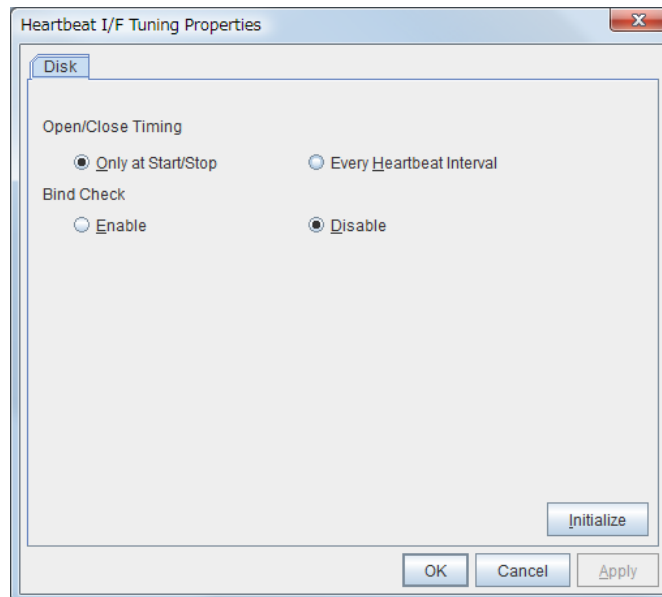 Heartbeat I/F Tuning Properties
Disk
Open/Close Timing
Only at Start/Stop Every Heartbeat Interval
Bind Check
Enable Disable
Initialize
OK Cancel Apply